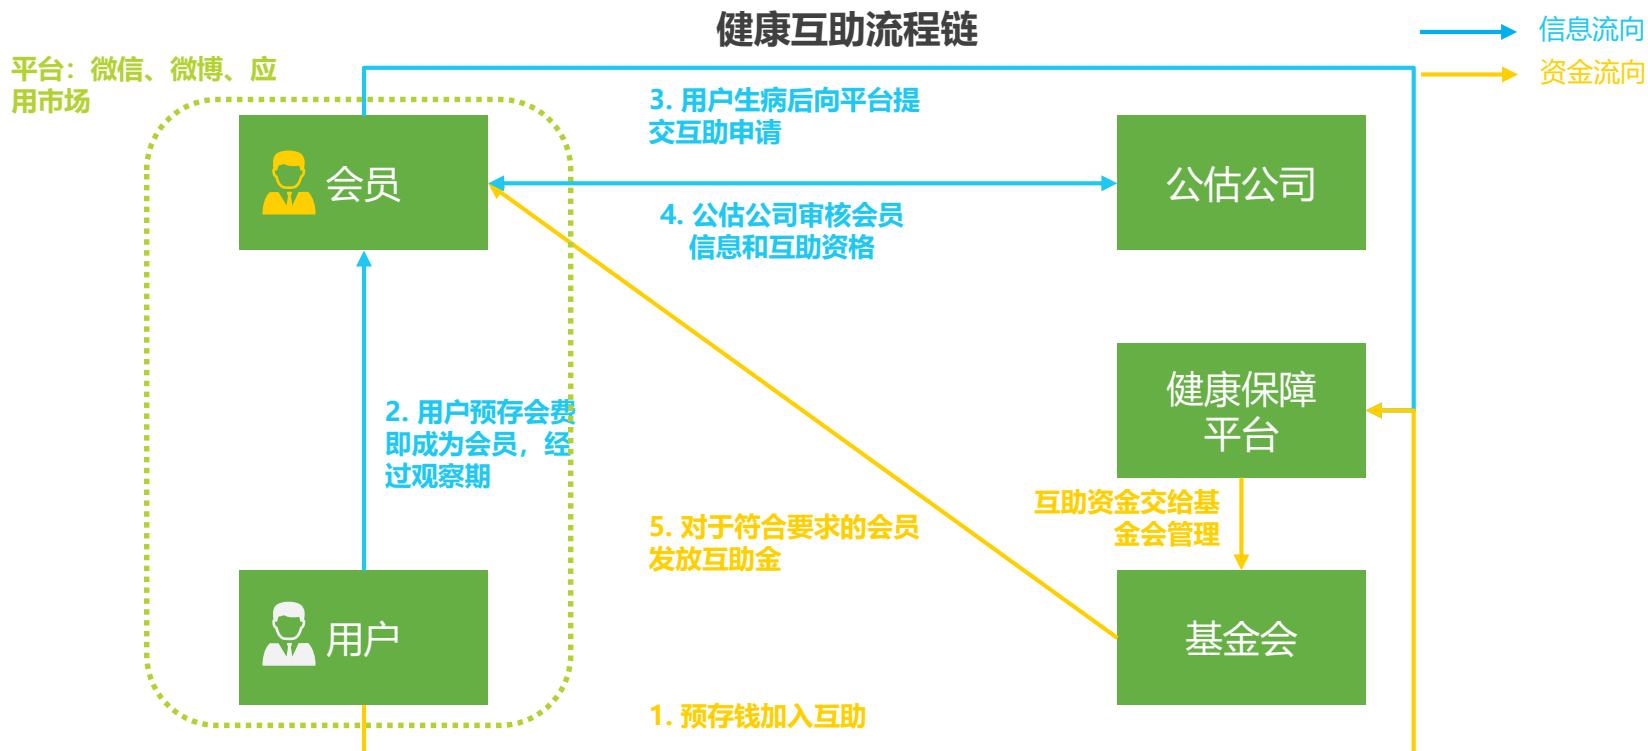 健康互助流程链
信息流向
资金流向
平台：微信、微博、应
用市场
3. 用户生病后向平台提
交互助申请
会员
公估公司
4. 公估公司审核会员
信息和互助资格
健康保障
平台
2. 用户预存会费
即成为会员，经
过观察期
互助资金交给基
金会管理
5. 对于符合要求的会员
发放互助金
用户
基金会
1. 预存钱加入互助